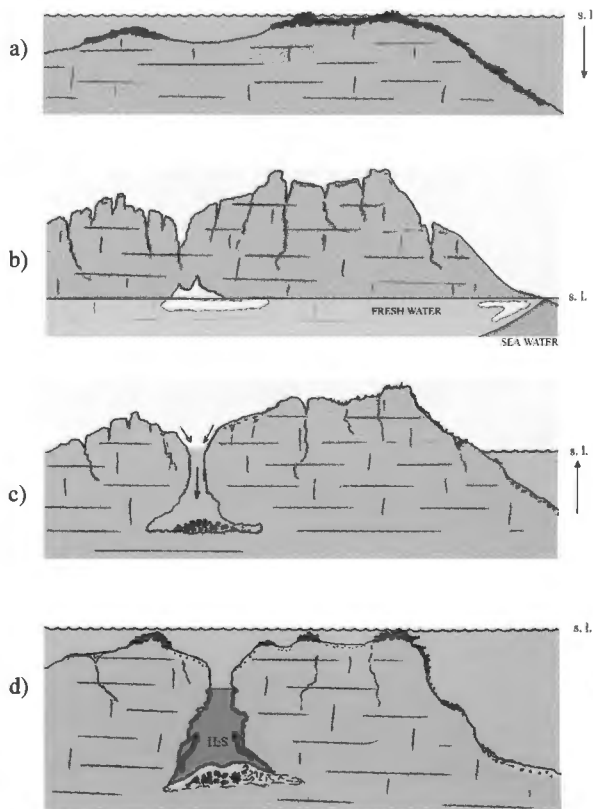 a)
s. l
b)
s. l.
FRESH WATER
SEA WATER
c)
s. l.
d)
s. l.
H₂S